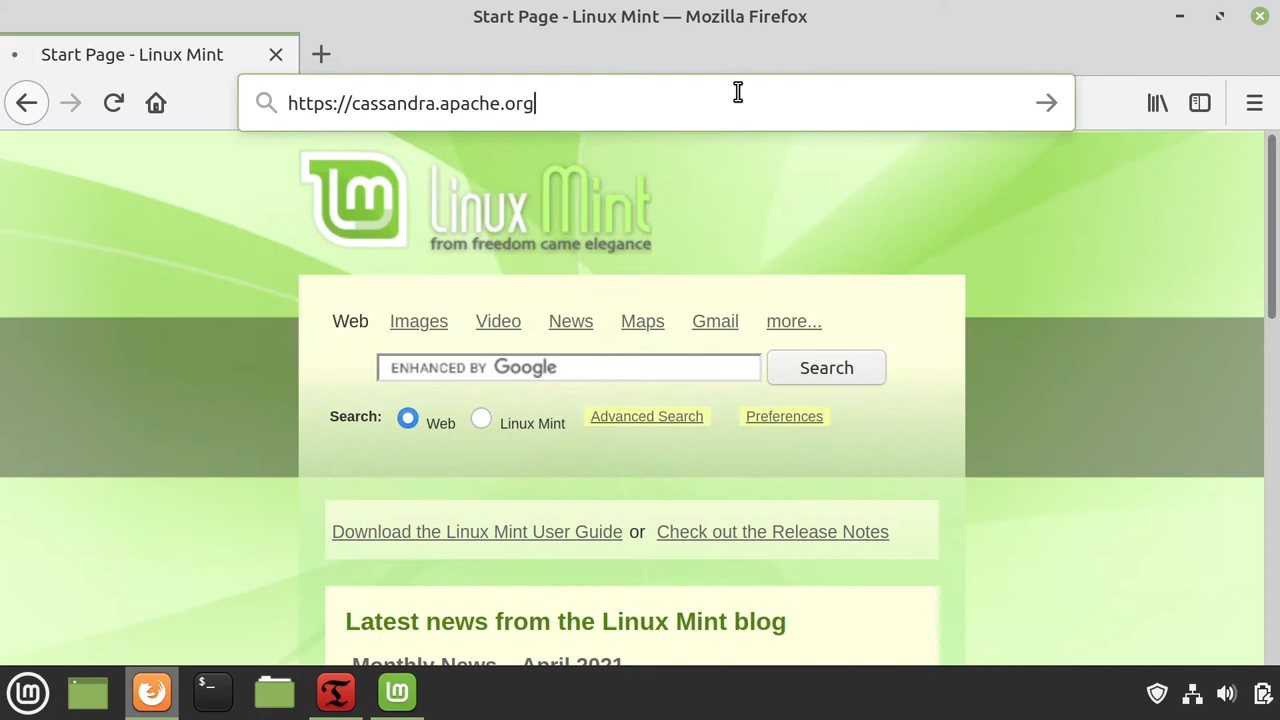 Start Page - Linux Mint — Mozilla Firefox
Start Page - Linux Mint
https://cassandra.apache.org
lm Linux Mint
from freedom came elegance
Web Images Video News Maps Gmail more...
ENHANCED BY Google Search
Search: Web Linux Mint Advanced Search Preferences
Download the Linux Mint User Guide or Check out the Release Notes
Latest news from the Linux Mint blog
Monthly News – April 2021